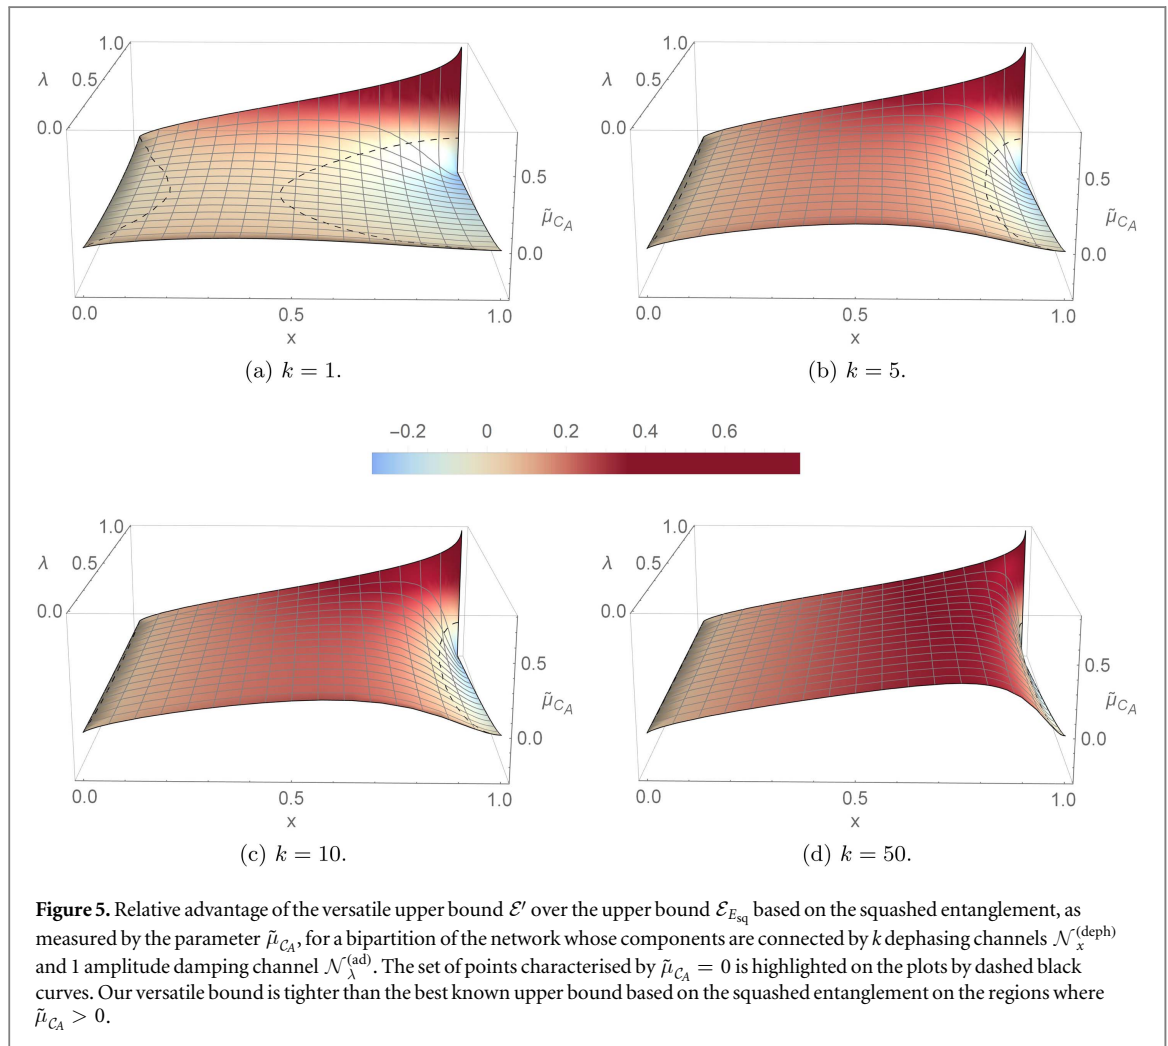 1.0
λ 0.5
0.0
0.5
μ̃_{C_A}
0.0
0.0 0.5 1.0
x
(a) k = 1.
1.0
λ 0.5
0.0
0.5
μ̃_{C_A}
0.0
0.0 0.5 1.0
x
(b) k = 5.
−0.2 0 0.2 0.4 0.6
1.0
λ 0.5
0.0
0.5
μ̃_{C_A}
0.0
0.0 0.5 1.0
x
(c) k = 10.
1.0
λ 0.5
0.0
0.5
μ̃_{C_A}
0.0
0.0 0.5 1.0
x
(d) k = 50.
Figure 5. Relative advantage of the versatile upper bound ℰ′ over the upper bound ℰ_{E_sq} based on the squashed entanglement, as
measured by the parameter μ̃_{C_A}, for a bipartition of the network whose components are connected by k dephasing channels 𝒩_x^{(deph)}
and 1 amplitude damping channel 𝒩_λ^{(ad)}. The set of points characterised by μ̃_{C_A} = 0 is highlighted on the plots by dashed black
curves. Our versatile bound is tighter than the best known upper bound based on the squashed entanglement on the regions where
μ̃_{C_A} > 0.